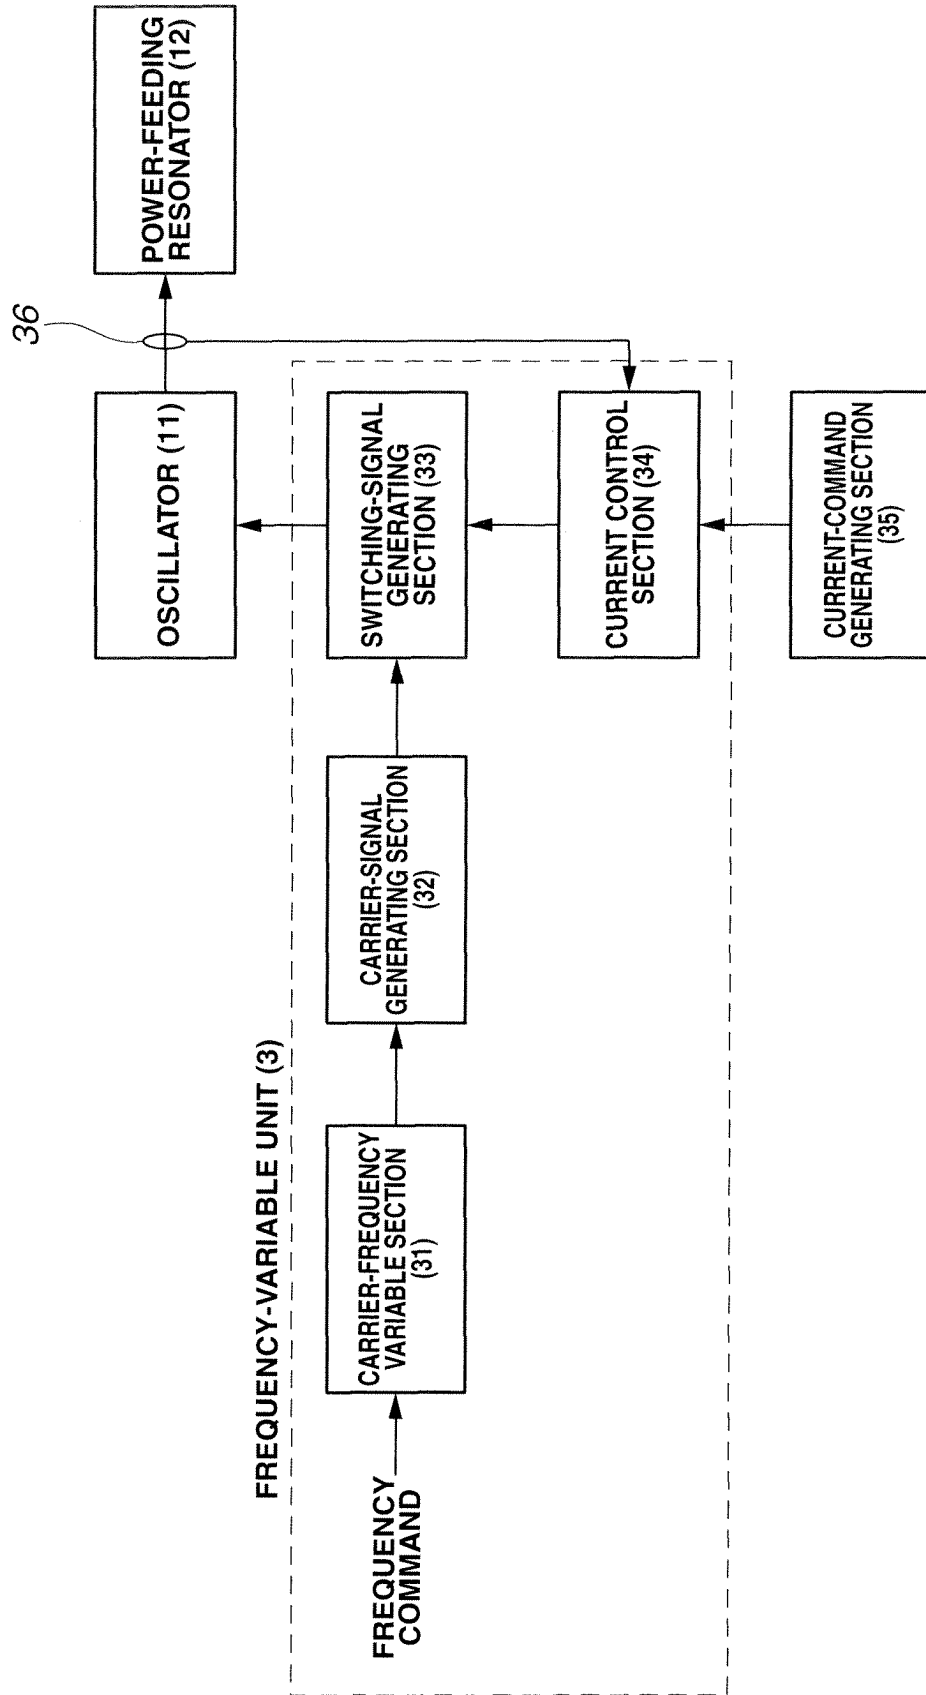 FREQUENCY-VARIABLE UNIT (3)
FREQUENCY
COMMAND
CARRIER-FREQUENCY
VARIABLE SECTION
(31)
CARRIER-SIGNAL
GENERATING SECTION
(32)
SWITCHING-SIGNAL
GENERATING
SECTION (33)
OSCILLATOR (11)
36
POWER-FEEDING
RESONATOR (12)
CURRENT CONTROL
SECTION (34)
CURRENT-COMMAND
GENERATING SECTION
(35)